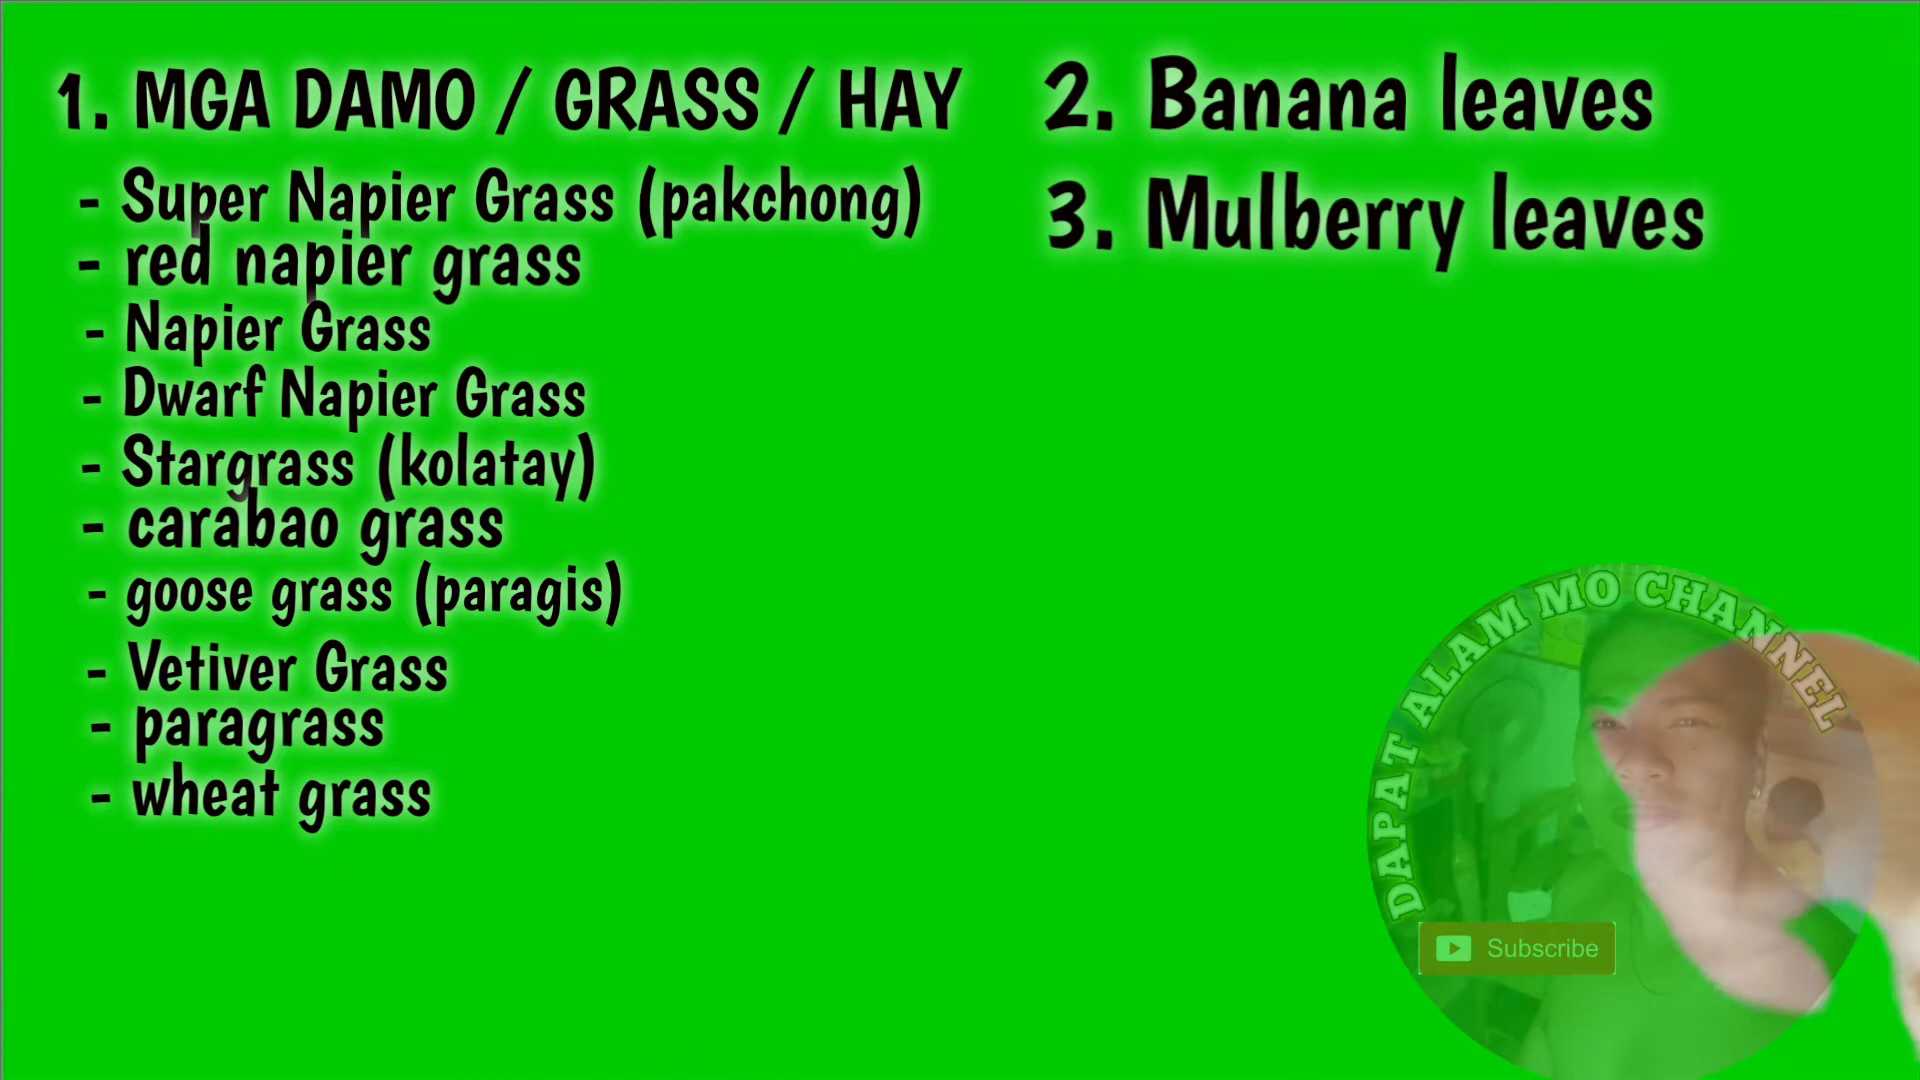 1. MGA DAMO / GRASS / HAY
- Super Napier Grass (pakchong)
- red napier grass
- Napier Grass
- Dwarf Napier Grass
- Stargrass (kolatay)
- carabao grass
- goose grass (paragis)
- Vetiver Grass
- paragrass
- wheat grass
2. Banana leaves
3. Mulberry leaves
DAPAT ALAM MO CHANNEL
Subscribe